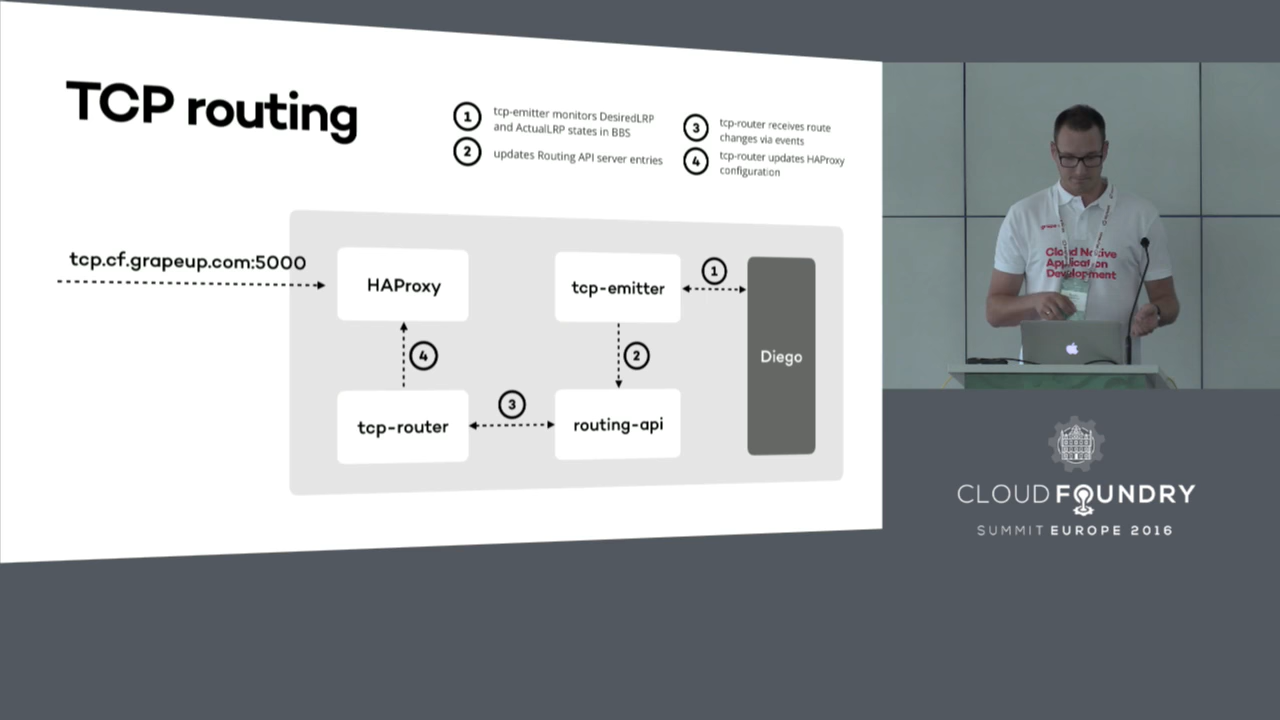 TCP routing
1
tcp-emitter monitors DesiredLRP
and ActualLRP states in BBS
2
updates Routing API server entries
3
tcp-router receives route
changes via events
4
tcp-router updates HAProxy
configuration
tcp.cf.grapeup.com:5000
HAProxy
tcp-emitter
1
Diego
4
2
3
tcp-router
routing-api
Cloud Native
Application
Development
CLOUD FOUNDRY
SUMMIT EUROPE 2016